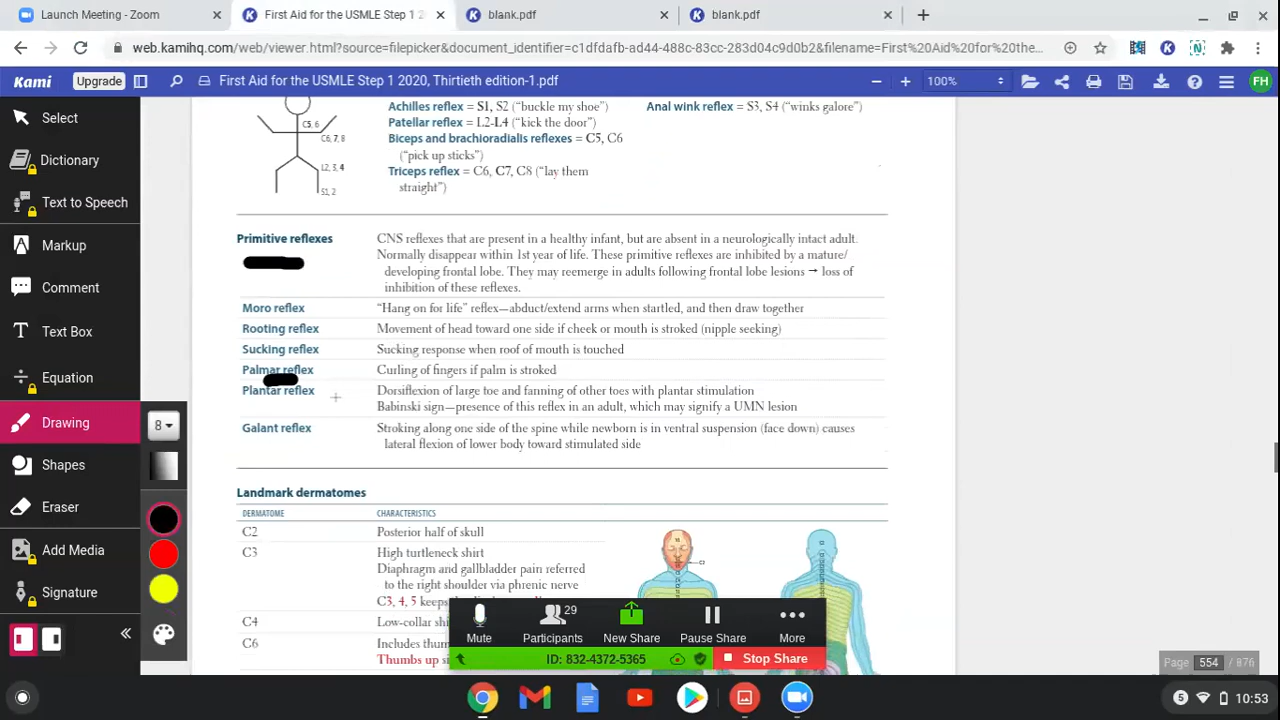 Launch Meeting - Zoom
First Aid for the USMLE Step 1 2020
blank.pdf
blank.pdf
web.kamihq.com/web/viewer.html?source=filepicker&document_identifier=c1dfdafb-ad44-488c-83cc-283d04c9d0b2&filename=First%20Aid%20for%20the...
Kami
Upgrade
First Aid for the USMLE Step 1 2020, Thirtieth edition-1.pdf
100%
FH
Select
Dictionary
Text to Speech
Markup
Comment
Text Box
Equation
Drawing
Shapes
Eraser
Add Media
Signature
8
C5, 6
C6, 7, 8
L2, 3, 4
S1, 2
Achilles reflex = S1, S2 (“buckle my shoe”)
Patellar reflex = L2-L4 (“kick the door”)
Biceps and brachioradialis reflexes = C5, C6
(“pick up sticks”)
Triceps reflex = C6, C7, C8 (“lay them
straight”)
Anal wink reflex = S3, S4 (“winks galore”)
Primitive reflexes
CNS reflexes that are present in a healthy infant, but are absent in a neurologically intact adult.
Normally disappear within 1st year of life. These primitive reflexes are inhibited by a mature/
developing frontal lobe. They may reemerge in adults following frontal lobe lesions → loss of
inhibition of these reflexes.
Moro reflex
“Hang on for life” reflex—abduct/extend arms when startled, and then draw together
Rooting reflex
Movement of head toward one side if cheek or mouth is stroked (nipple seeking)
Sucking reflex
Sucking response when roof of mouth is touched
Palmar reflex
Curling of fingers if palm is stroked
Plantar reflex
Dorsiflexion of large toe and fanning of other toes with plantar stimulation
Babinski sign—presence of this reflex in an adult, which may signify a UMN lesion
Galant reflex
Stroking along one side of the spine while newborn is in ventral suspension (face down) causes
lateral flexion of lower body toward stimulated side
Landmark dermatomes
DERMATOME
CHARACTERISTICS
C2
Posterior half of skull
C3
High turtleneck shirt
Diaphragm and gallbladder pain referred
to the right shoulder via phrenic nerve
C3, 4, 5 keeps
C4
Low-collar
C6
Includes
Thumbs up
Mute
Participants
29
New Share
Pause Share
More
ID: 832-4372-5365
Stop Share
Page 554 / 876
5
10:53